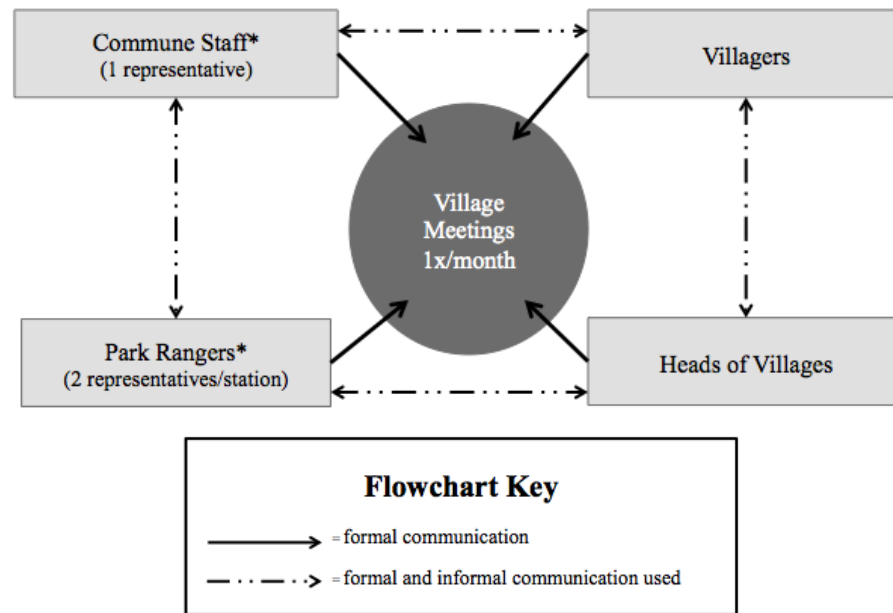 Commune Staff*
(1 representative)
Villagers
Village
Meetings
1x/month
Park Rangers*
(2 representatives/station)
Heads of Villages
Flowchart Key
= formal communication
= formal and informal communication used